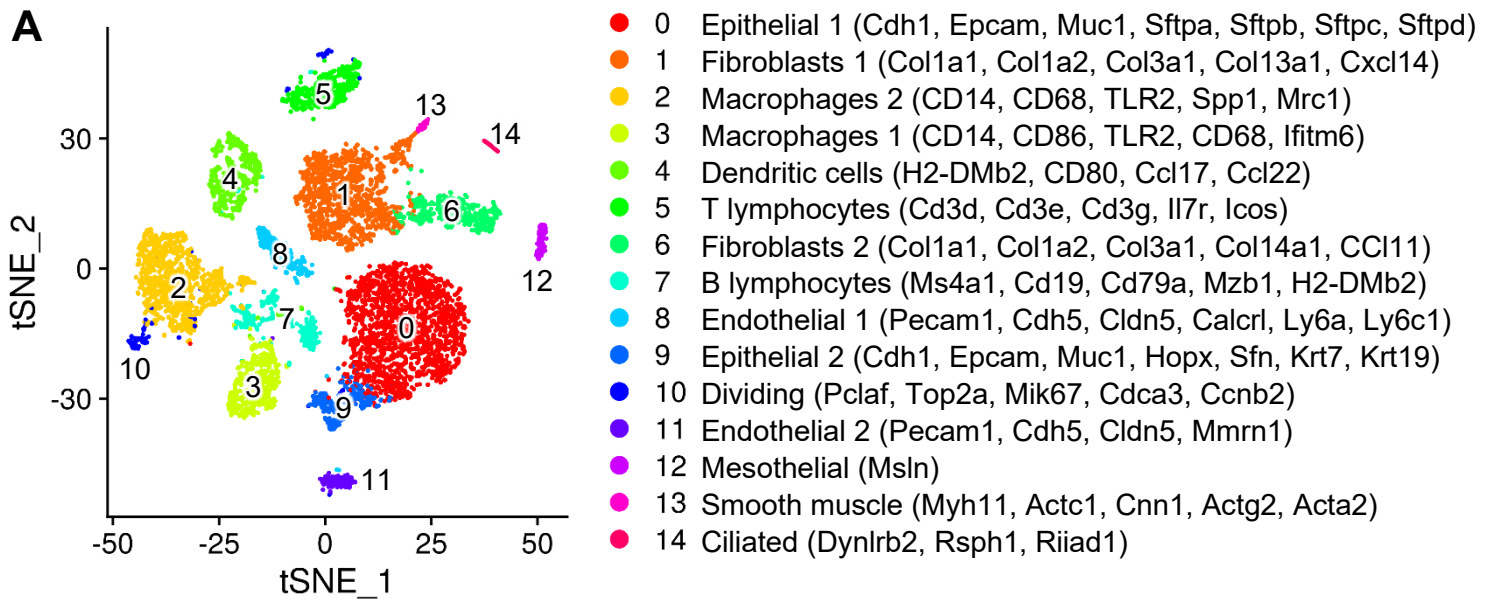 A
0 Epithelial 1 (Cdh1, Epcam, Muc1, Sftpa, Sftpb, Sftpc, Sftpd)
1 Fibroblasts 1 (Col1a1, Col1a2, Col3a1, Col13a1, Cxcl14)
2 Macrophages 2 (CD14, CD68, TLR2, Spp1, Mrc1)
3 Macrophages 1 (CD14, CD86, TLR2, CD68, Ifitm6)
4 Dendritic cells (H2-DMb2, CD80, Ccl17, Ccl22)
5 T lymphocytes (Cd3d, Cd3e, Cd3g, Il7r, Icos)
6 Fibroblasts 2 (Col1a1, Col1a2, Col3a1, Col14a1, CCl11)
7 B lymphocytes (Ms4a1, Cd19, Cd79a, Mzb1, H2-DMb2)
8 Endothelial 1 (Pecam1, Cdh5, Cldn5, Calcrl, Ly6a, Ly6c1)
9 Epithelial 2 (Cdh1, Epcam, Muc1, Hopx, Sfn, Krt7, Krt19)
10 Dividing (Pclaf, Top2a, Mik67, Cdca3, Ccnb2)
11 Endothelial 2 (Pecam1, Cdh5, Cldn5, Mmrn1)
12 Mesothelial (Msln)
13 Smooth muscle (Myh11, Actc1, Cnn1, Actg2, Acta2)
14 Ciliated (Dynlrb2, Rsph1, Riiad1)
tSNE_2
30
0
-30
5
13
14
4
1
6
8
12
2
7
0
10
3
9
11
-50 -25 0 25 50
tSNE_1